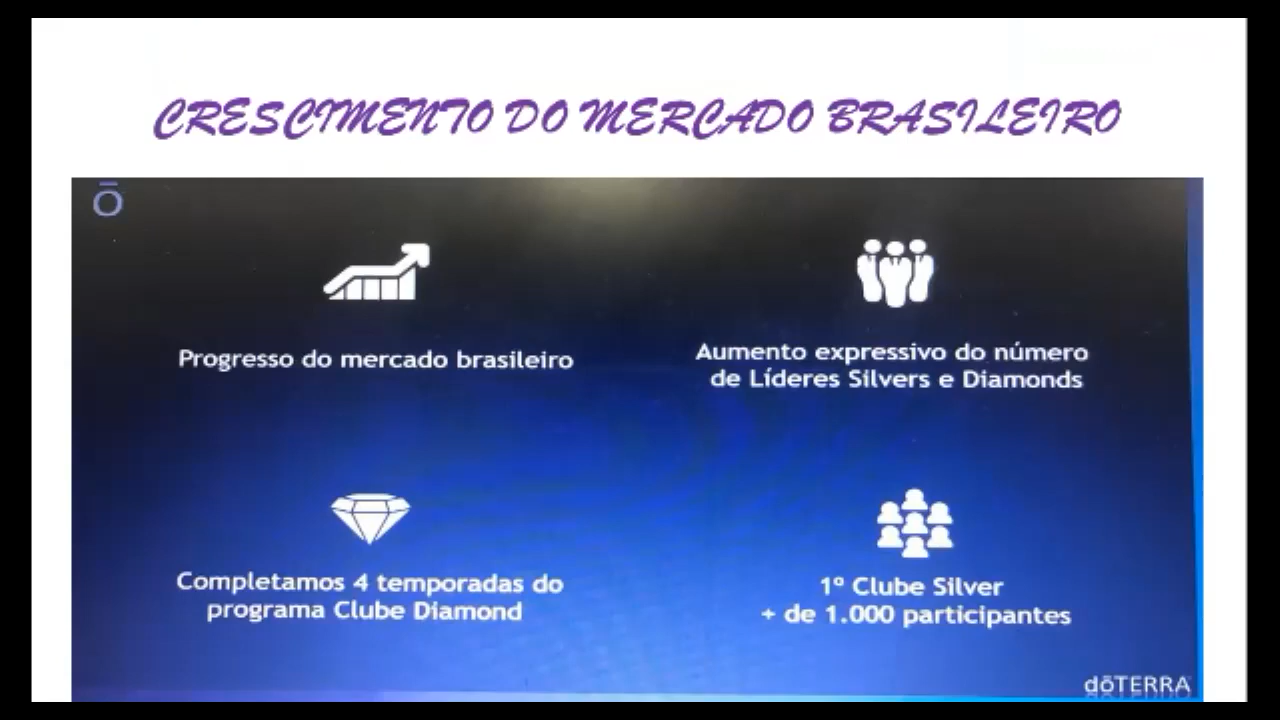 CRESCIMENTO DO MERCADO BRASILEIRO
ō
Progresso do mercado brasileiro
Aumento expressivo do número
de Líderes Silvers e Diamonds
Completamos 4 temporadas do
programa Clube Diamond
1º Clube Silver
+ de 1.000 participantes
dōTERRA